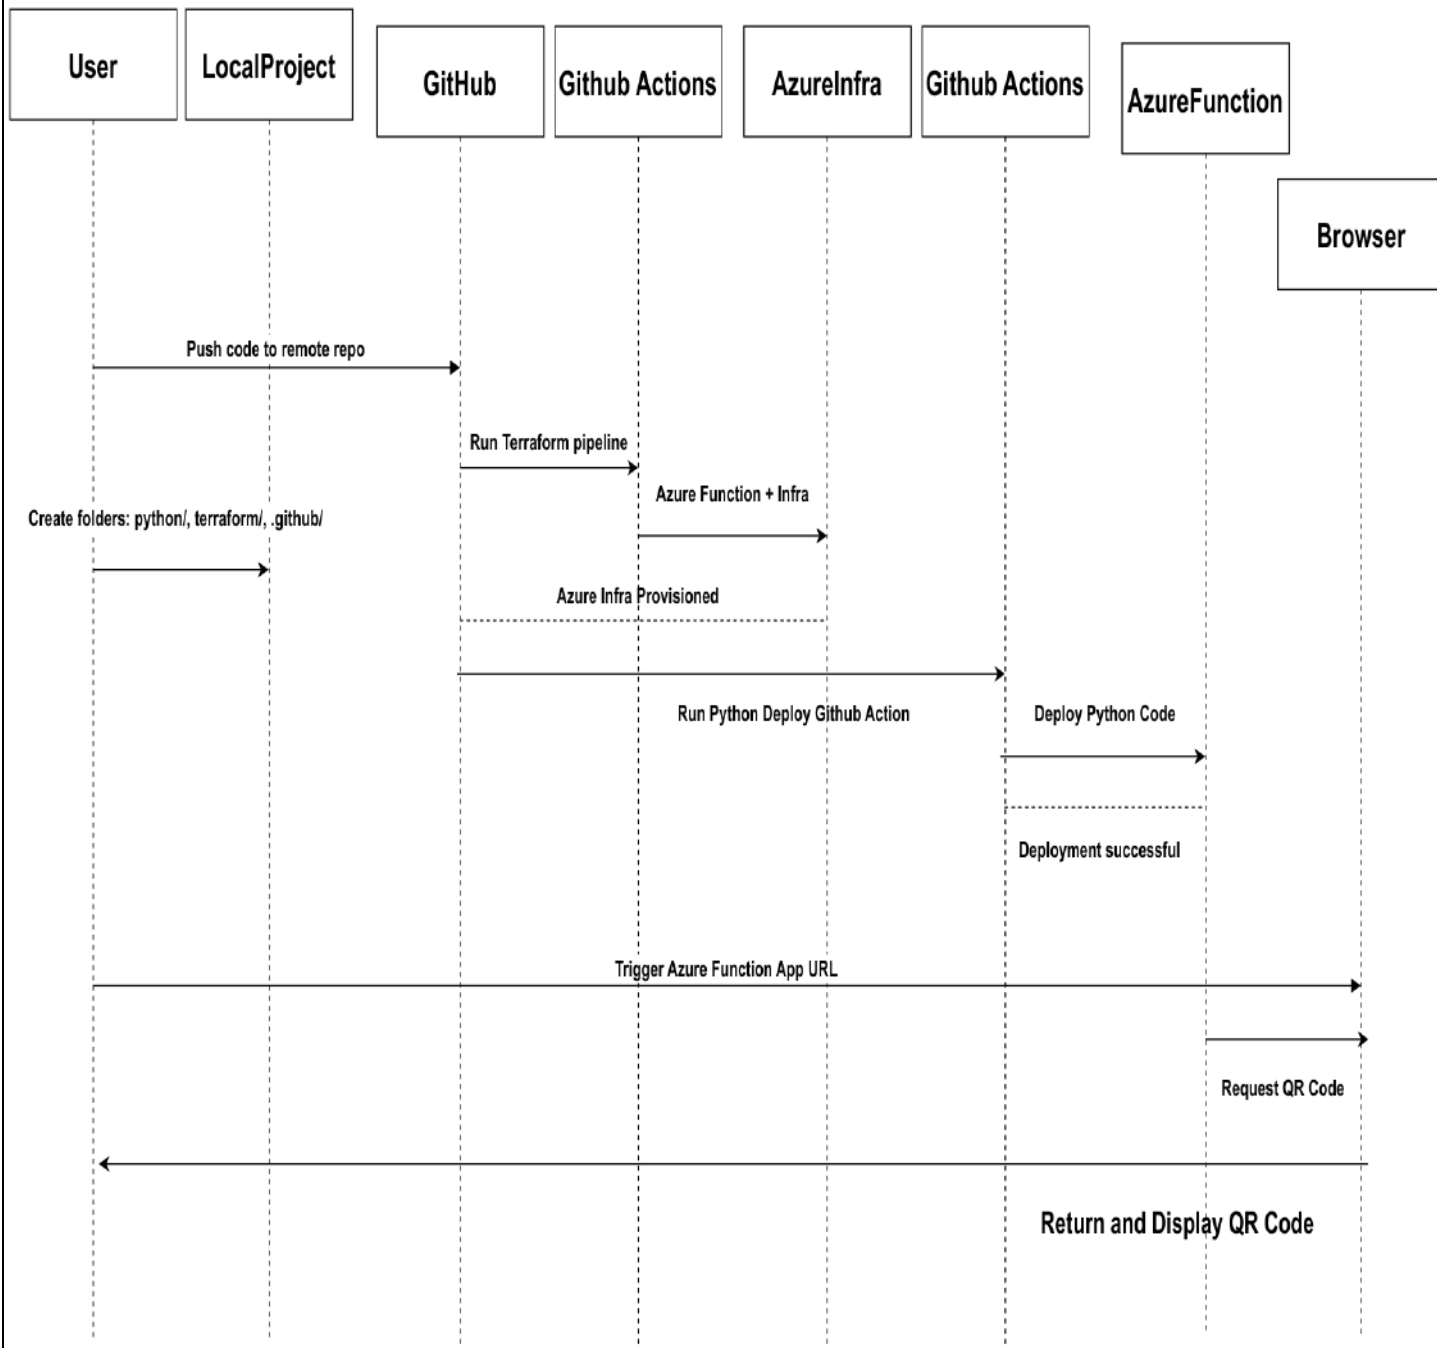 User
LocalProject
GitHub
Github Actions
AzureInfra
Github Actions
AzureFunction
Browser
Push code to remote repo
Run Terraform pipeline
Azure Function + Infra
Create folders: python/, terraform/, .github/
Azure Infra Provisioned
Run Python Deploy Github Action
Deploy Python Code
Deployment successful
Trigger Azure Function App URL
Request QR Code
Return and Display QR Code